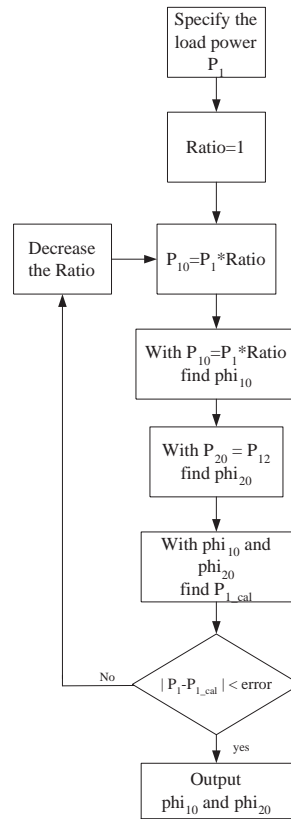 Specify the
load power
P₁
Ratio=1
Decrease
the Ratio
P₁₀=P₁*Ratio
With P₁₀=P₁*Ratio
find phi₁₀
With P₂₀ = P₁₂
find phi₂₀
With phi₁₀ and
phi₂₀
find P₁_cal
No
| P₁-P₁_cal | < error
yes
Output
phi₁₀ and phi₂₀